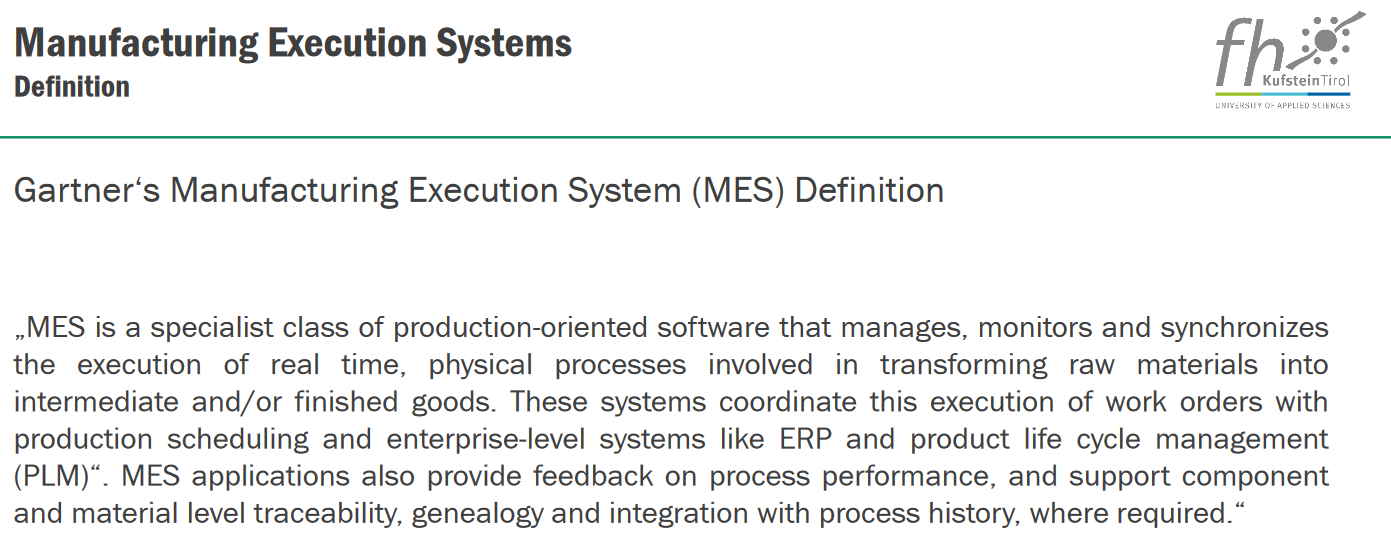 Manufacturing Execution Systems
Definition
fh
KufsteinTirol
UNIVERSITY OF APPLIED SCIENCES
Gartner‘s Manufacturing Execution System (MES) Definition
„MES is a specialist class of production-oriented software that manages, monitors and synchronizes
the execution of real time, physical processes involved in transforming raw materials into
intermediate and/or finished goods. These systems coordinate this execution of work orders with
production scheduling and enterprise-level systems like ERP and product life cycle management
(PLM)“. MES applications also provide feedback on process performance, and support component
and material level traceability, genealogy and integration with process history, where required.“